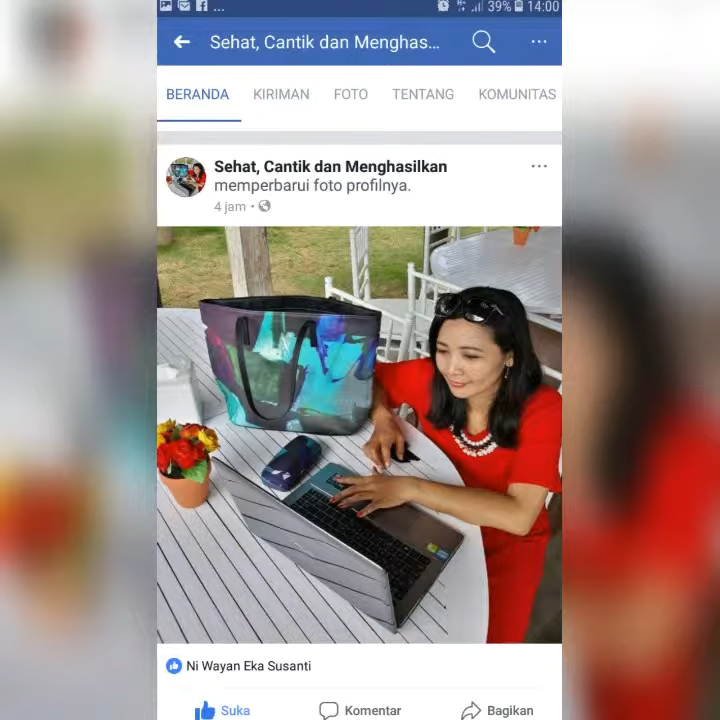 ... 39% 14:00
Sehat, Cantik dan Menghas... ...
BERANDA KIRIMAN FOTO TENTANG KOMUNITAS
Sehat, Cantik dan Menghasilkan ...
memperbarui foto profilnya.
4 jam •
Ni Wayan Eka Susanti
Suka Komentar Bagikan